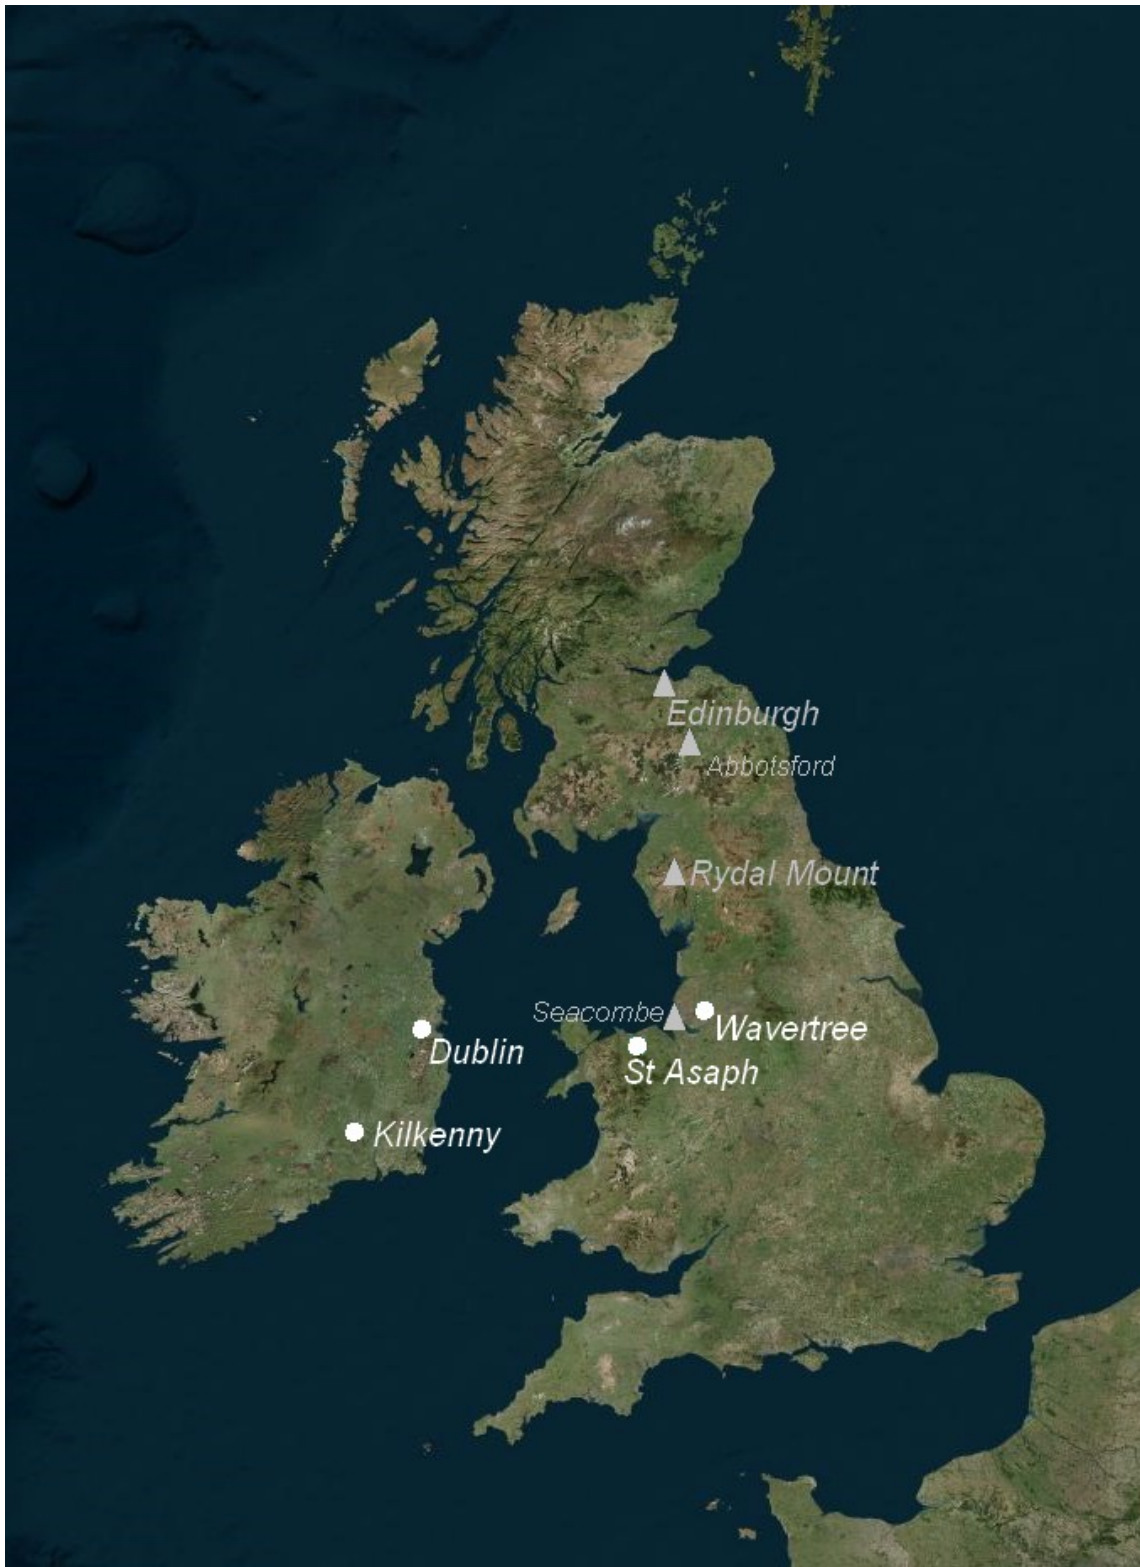 Edinburgh
Abbotsford
Rydal Mount
Seacombe
Wavertree
Dublin
St Asaph
Kilkenny